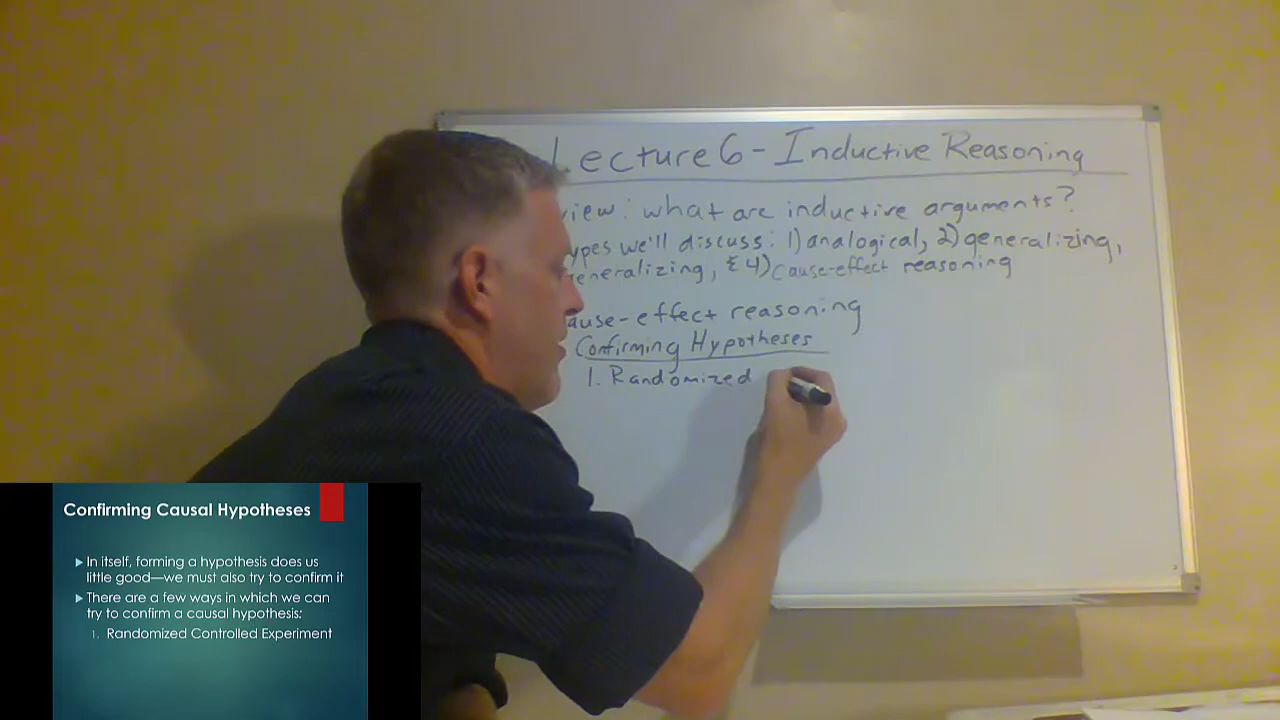 Lecture 6 - Inductive Reasoning
view: what are inductive arguments?
ypes we'll discuss: 1) analogical, 2) generalizing,
eneralizing, & 4) cause-effect reasoning
ause-effect reasoning
Confirming Hypotheses
1. Randomized
Confirming Causal Hypotheses
In itself, forming a hypothesis does us
little good—we must also try to confirm it
There are a few ways in which we can
try to confirm a causal hypothesis:
1. Randomized Controlled Experiment